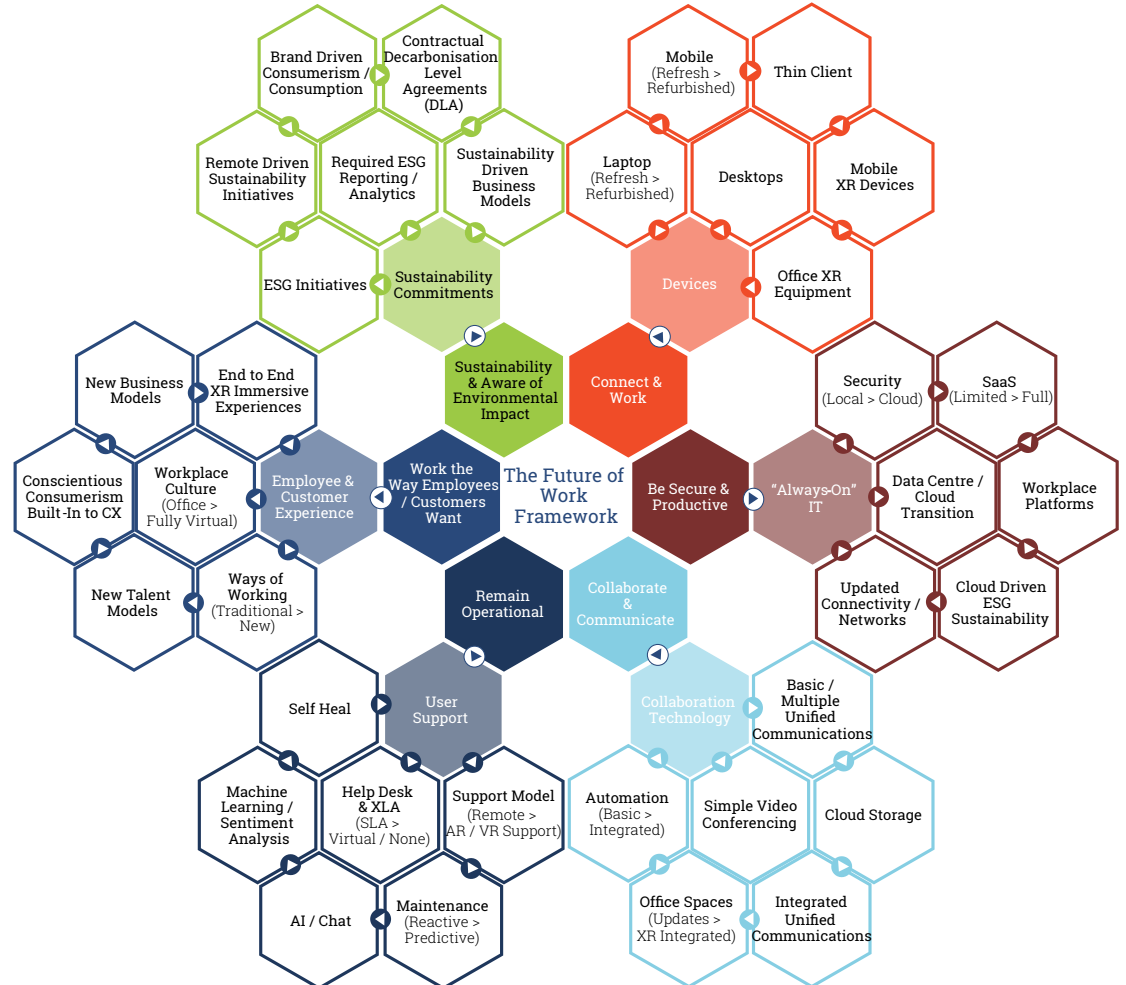 Brand Driven
Consumerism /
Consumption
Contractual
Decarbonisation
Level
Agreements
(DLA)
Remote Driven
Sustainability
Initiatives
Required ESG
Reporting /
Analytics
Sustainability
Driven
Business
Models
ESG Initiatives
Sustainability
Commitments
Sustainability
& Aware of
Environmental
Impact
Mobile
(Refresh >
Refurbished)
Thin Client
Laptop
(Refresh >
Refurbished)
Desktops
Mobile
XR Devices
Devices
Office XR
Equipment
Connect &
Work
New Business
Models
End to End
XR Immersive
Experiences
Conscientious
Consumerism
Built-In to CX
Workplace
Culture
(Office >
Fully Virtual)
Employee &
Customer
Experience
Work the
Way Employees
/ Customers
Want
New Talent
Models
Ways of
Working
(Traditional >
New)
The Future of
Work
Framework
Be Secure &
Productive
“Always-On”
IT
Security
(Local > Cloud)
SaaS
(Limited > Full)
Data Centre /
Cloud
Transition
Workplace
Platforms
Updated
Connectivity /
Networks
Cloud Driven
ESG
Sustainability
Remain
Operational
User
Support
Self Heal
Machine
Learning /
Sentiment
Analysis
Help Desk
& XLA
(SLA >
Virtual / None)
Support Model
(Remote >
AR / VR Support)
AI / Chat
Maintenance
(Reactive >
Predictive)
Collaborate
&
Communicate
Collaboration
Technology
Basic /
Multiple
Unified
Communications
Automation
(Basic >
Integrated)
Simple Video
Conferencing
Cloud Storage
Office Spaces
(Updates >
XR Integrated)
Integrated
Unified
Communications